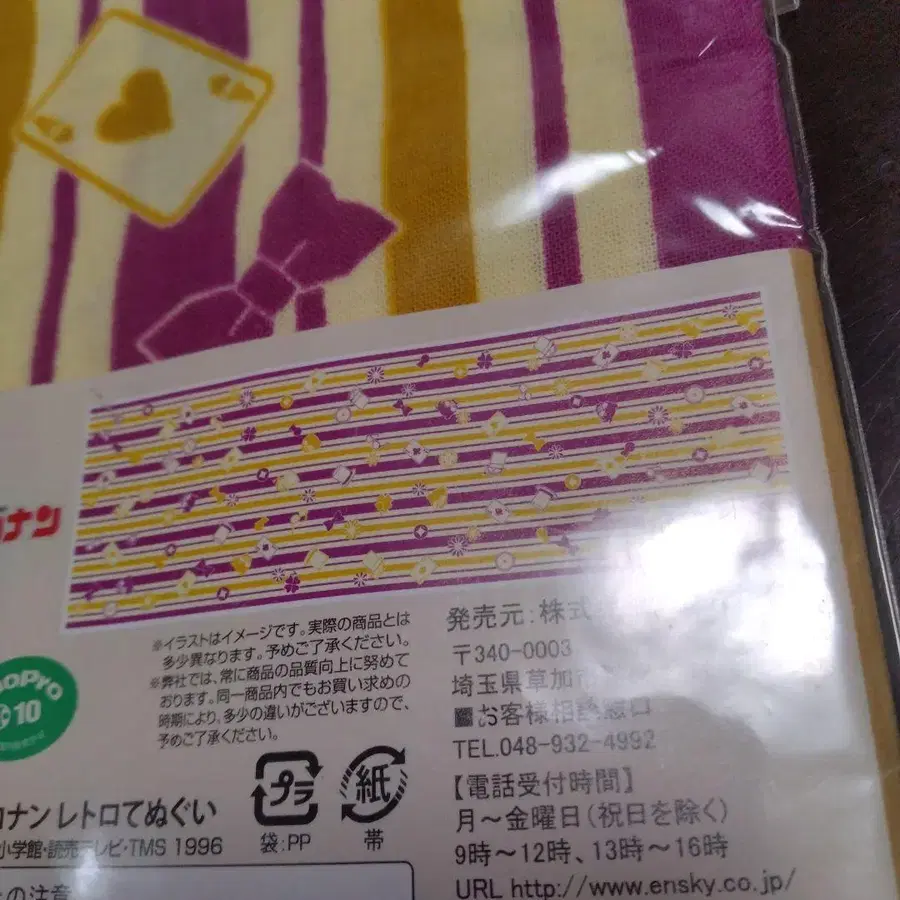 ナン
※イラストはイメージです。実際の商品とは
多少異なります。予めご了承ください。
※弊社では、常に商品の品質向上に努めて
おります。同一商品内でもお買い求めの
時期により、多少の違いがございますので、
予めご了承ください。
発売元:株式
〒340-0003
埼玉県草加
■お客様相談窓口
TEL.048-932-4992
【電話受付時間】
月～金曜日(祝日を除く)
9時～12時、13時～16時
URL http://www.ensky.co.jp/
oPro
10
プラ
袋:PP
紙
帯
ナン レトロてぬぐい
小学館・読売テレビ・TMS 1996
の注意